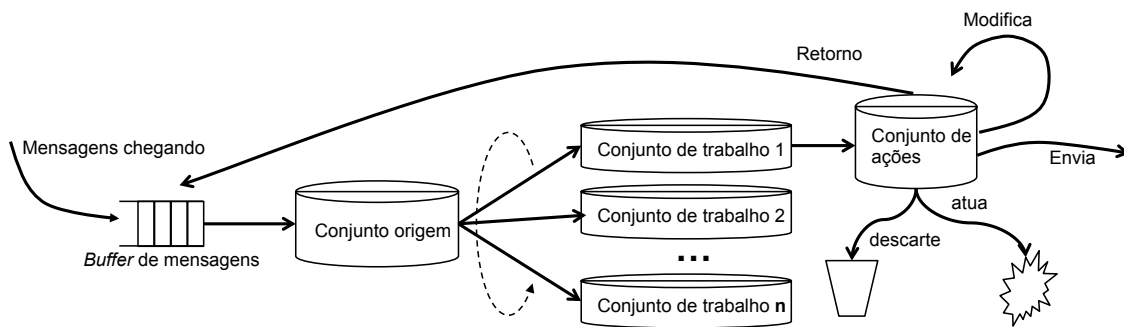 Modifica
Retorno
Mensagens chegando
Conjunto de trabalho 1
Conjunto de
ações
Envia
Conjunto origem
Conjunto de trabalho 2
atua
descarte
Buffer de mensagens
...
Conjunto de trabalho n